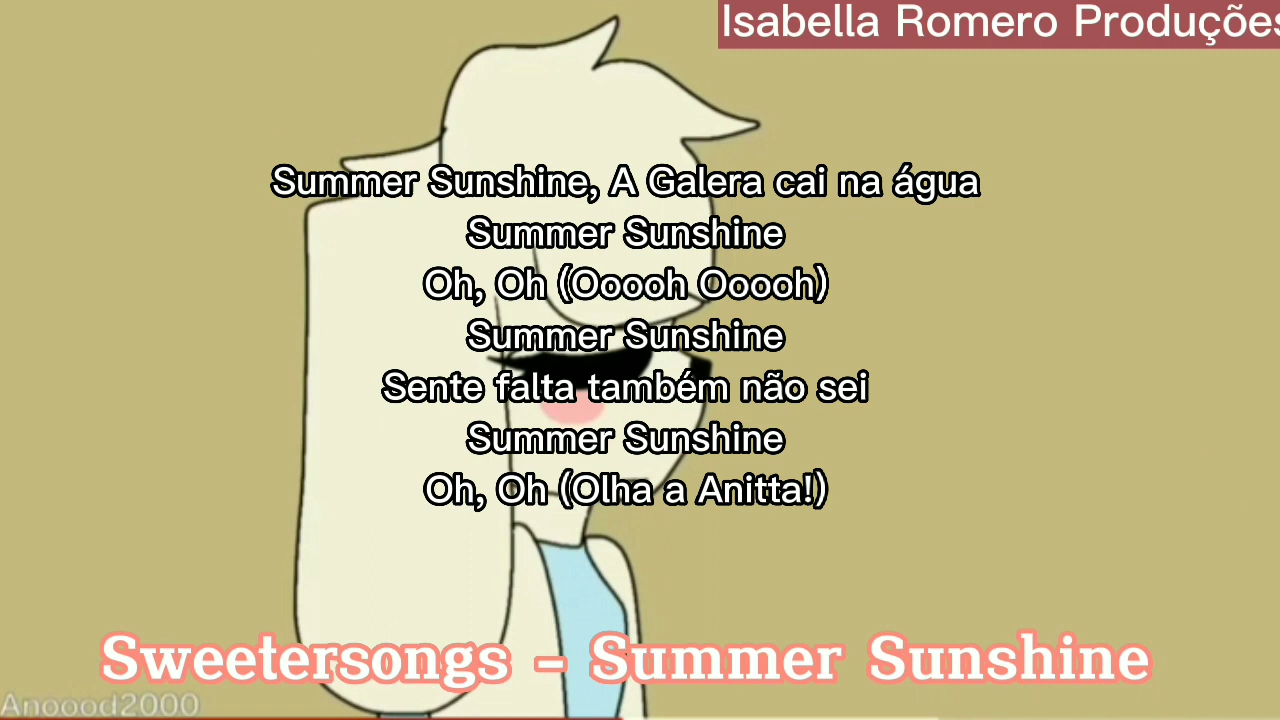 Isabella Romero Produções
Summer Sunshine, A Galera cai na água
Summer Sunshine
Oh, Oh (Ooooh Ooooh)
Summer Sunshine
Sente falta também não sei
Summer Sunshine
Oh, Oh (Olha a Anitta!)
Sweetersongs - Summer Sunshine
Anoood2000